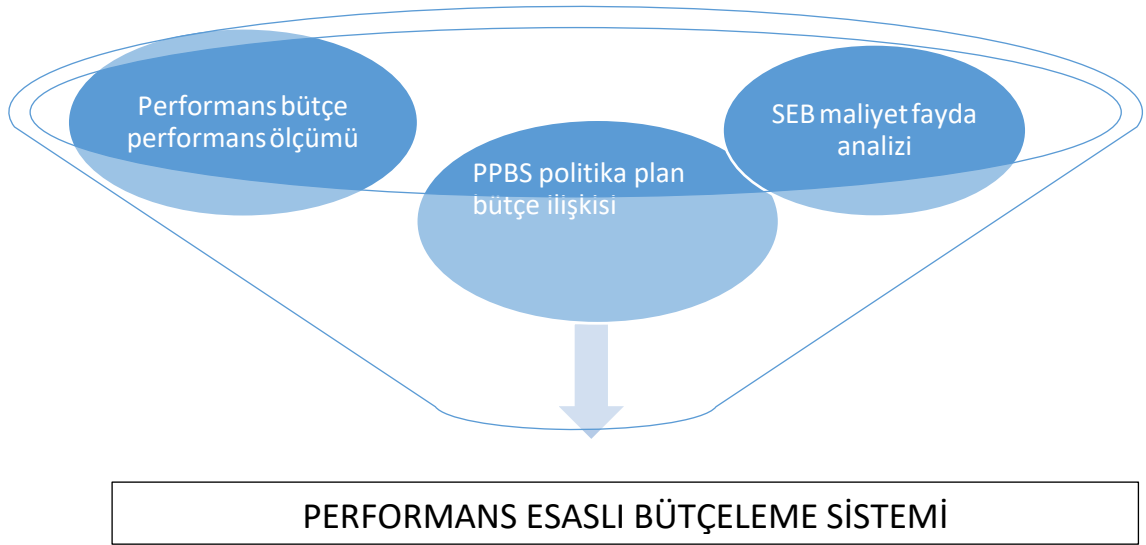 Performans bütçe
performans ölçümü
SEB maliyet fayda
analizi
PPBS politika plan
bütçe ilişkisi
PERFORMANS ESASLI BÜTÇELEME SİSTEMİ